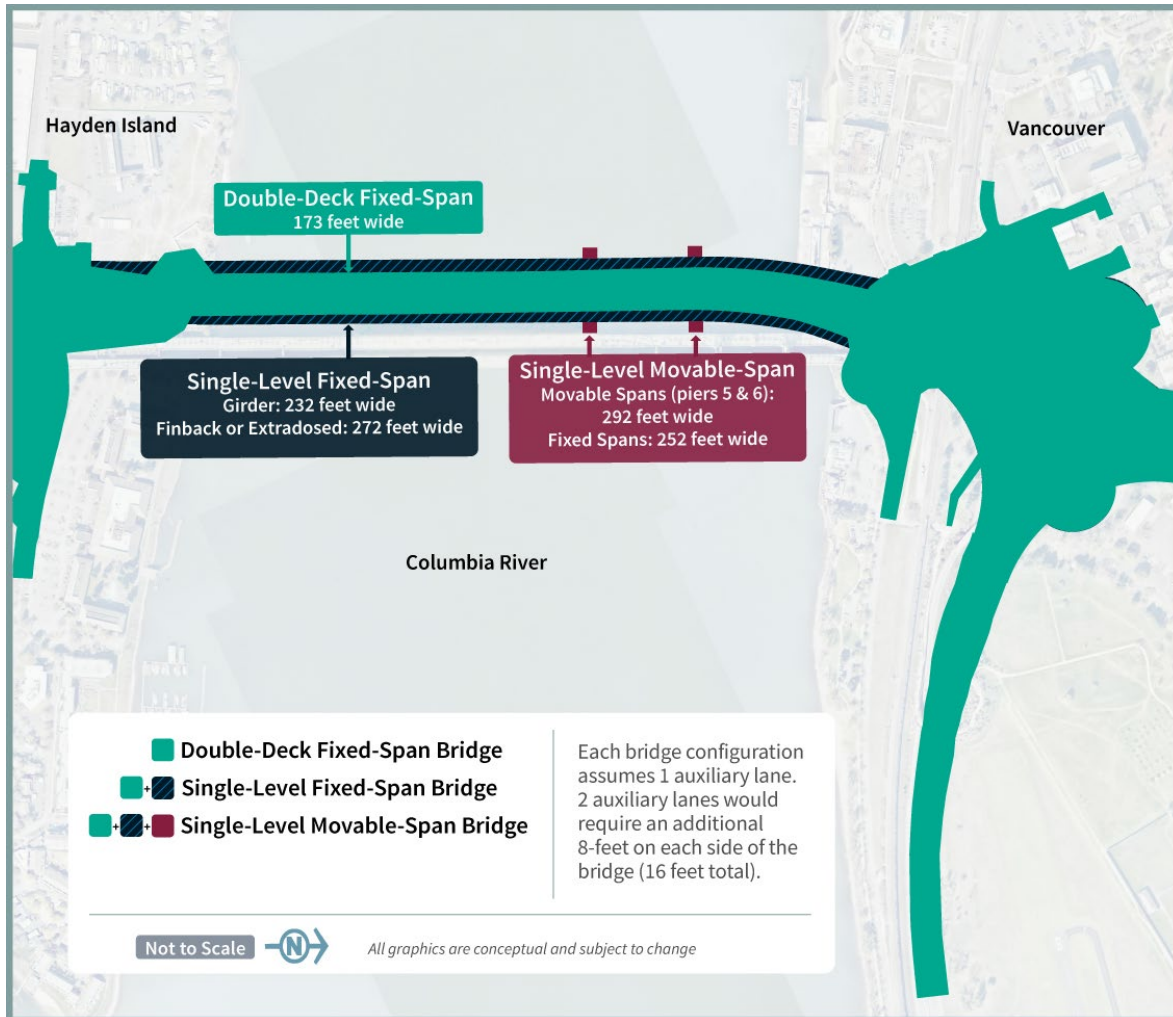 Hayden Island
Vancouver
Double-Deck Fixed-Span
173 feet wide
Single-Level Fixed-Span
Girder: 232 feet wide
Finback or Extradosed: 272 feet wide
Single-Level Movable-Span
Movable Spans (piers 5 & 6):
292 feet wide
Fixed Spans: 252 feet wide
Columbia River
Double-Deck Fixed-Span Bridge
+ Single-Level Fixed-Span Bridge
+ + Single-Level Movable-Span Bridge
Each bridge configuration
assumes 1 auxiliary lane.
2 auxiliary lanes would
require an additional
8-feet on each side of the
bridge (16 feet total).
Not to Scale
N
All graphics are conceptual and subject to change